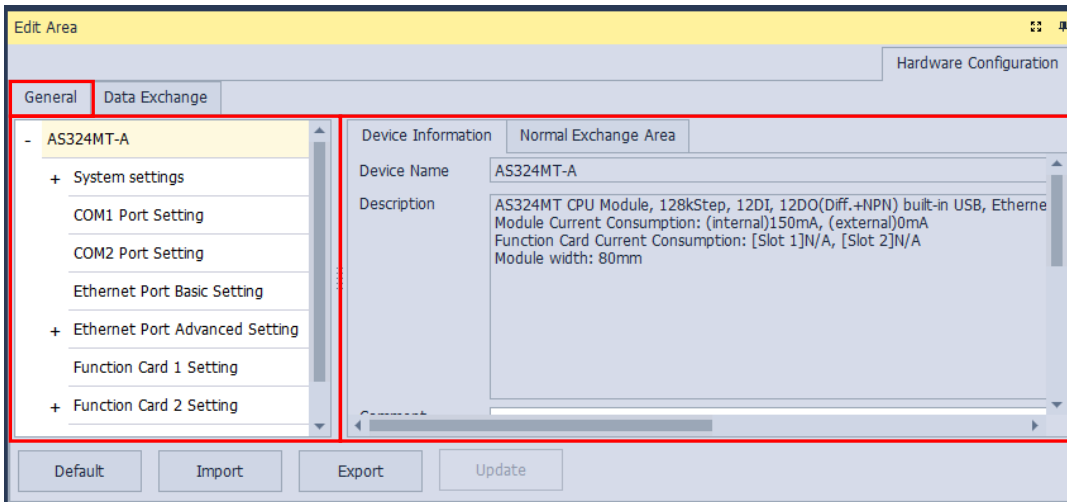 Edit Area
Hardware Configuration
General
Data Exchange
- AS324MT-A
+ System settings
COM1 Port Setting
COM2 Port Setting
Ethernet Port Basic Setting
+ Ethernet Port Advanced Setting
Function Card 1 Setting
+ Function Card 2 Setting
Device Information
Normal Exchange Area
Device Name
AS324MT-A
Description
AS324MT CPU Module, 128kStep, 12DI, 12DO(Diff.+NPN) built-in USB, Etherne
Module Current Consumption: (internal)150mA, (external)0mA
Function Card Current Consumption: [Slot 1]N/A, [Slot 2]N/A
Module width: 80mm
Default
Import
Export
Update